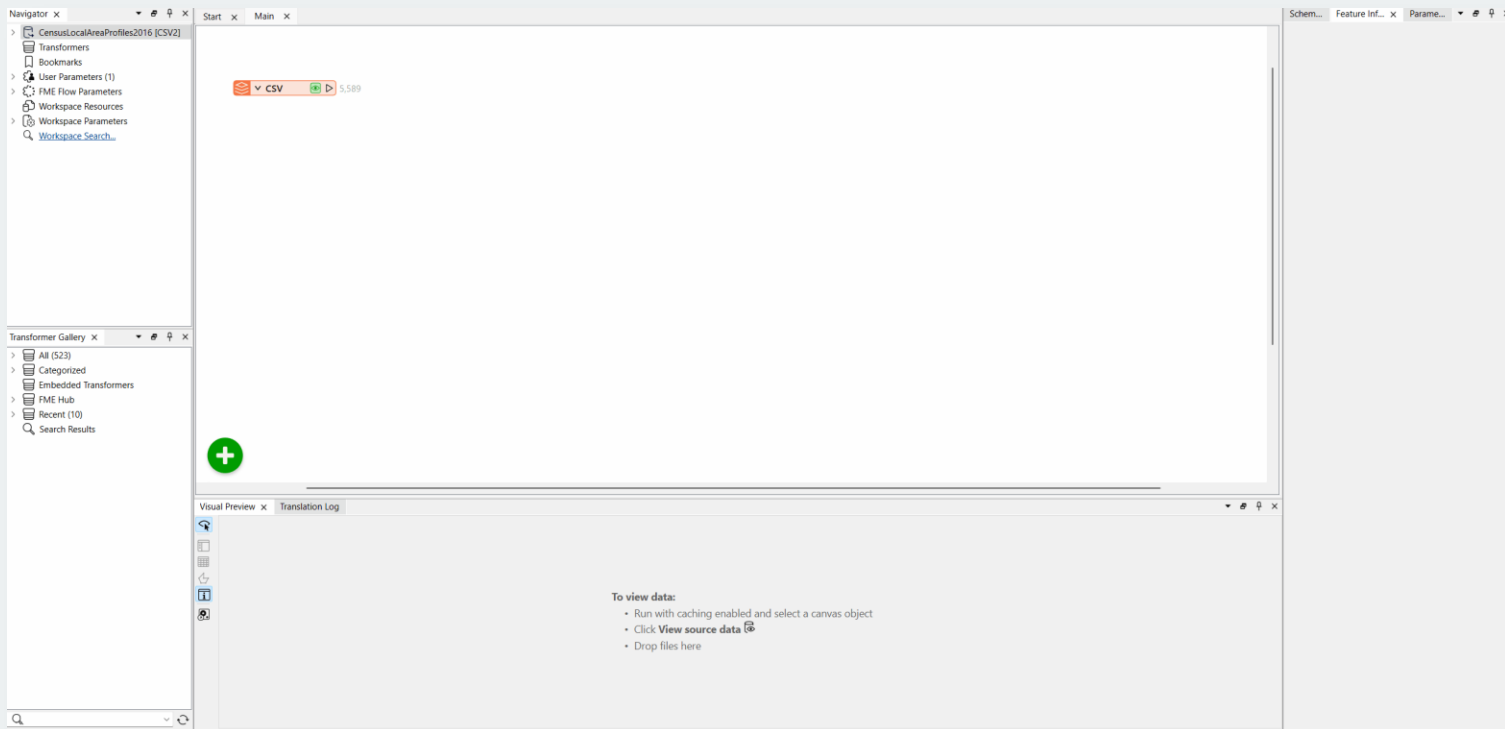 Navigator
CensusLocalAreaProfiles2016 [CSV2]
Transformers
Bookmarks
User Parameters (1)
FME Flow Parameters
Workspace Resources
Workspace Parameters
Workspace Search...
Transformer Gallery
All (523)
Categorized
Embedded Transformers
FME Hub
Recent (10)
Search Results
Start
Main
CSV
5,589
Visual Preview
Translation Log
To view data:
• Run with caching enabled and select a canvas object
• Click View source data
• Drop files here
Schem...
Feature Inf...
Parame...